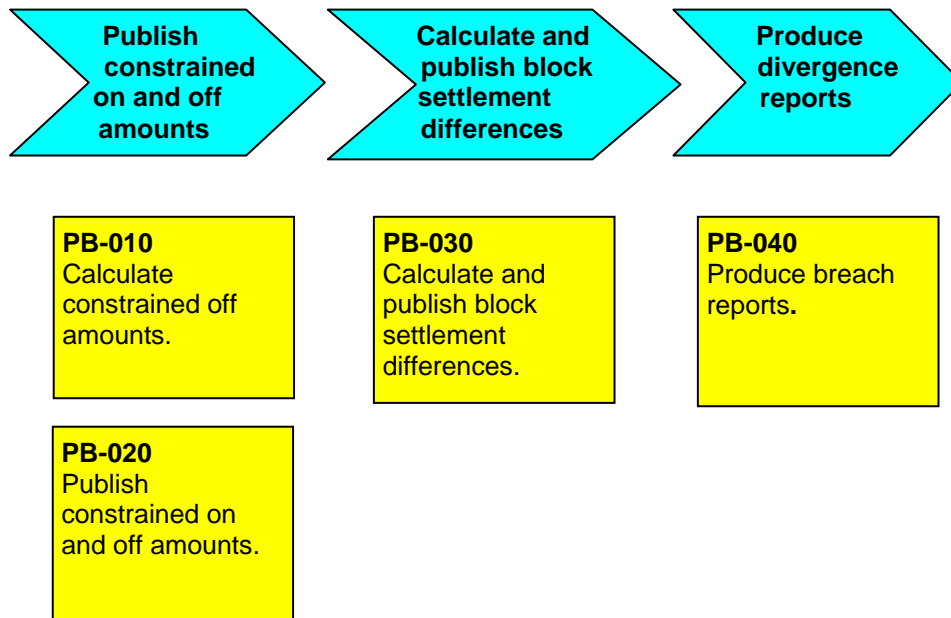 Publish
constrained
on and off
amounts
Calculate and
publish block
settlement
differences
Produce
divergence
reports
PB-010
Calculate
constrained off
amounts.
PB-020
Publish
constrained on
and off amounts.
PB-030
Calculate and
publish block
settlement
differences.
PB-040
Produce breach
reports.